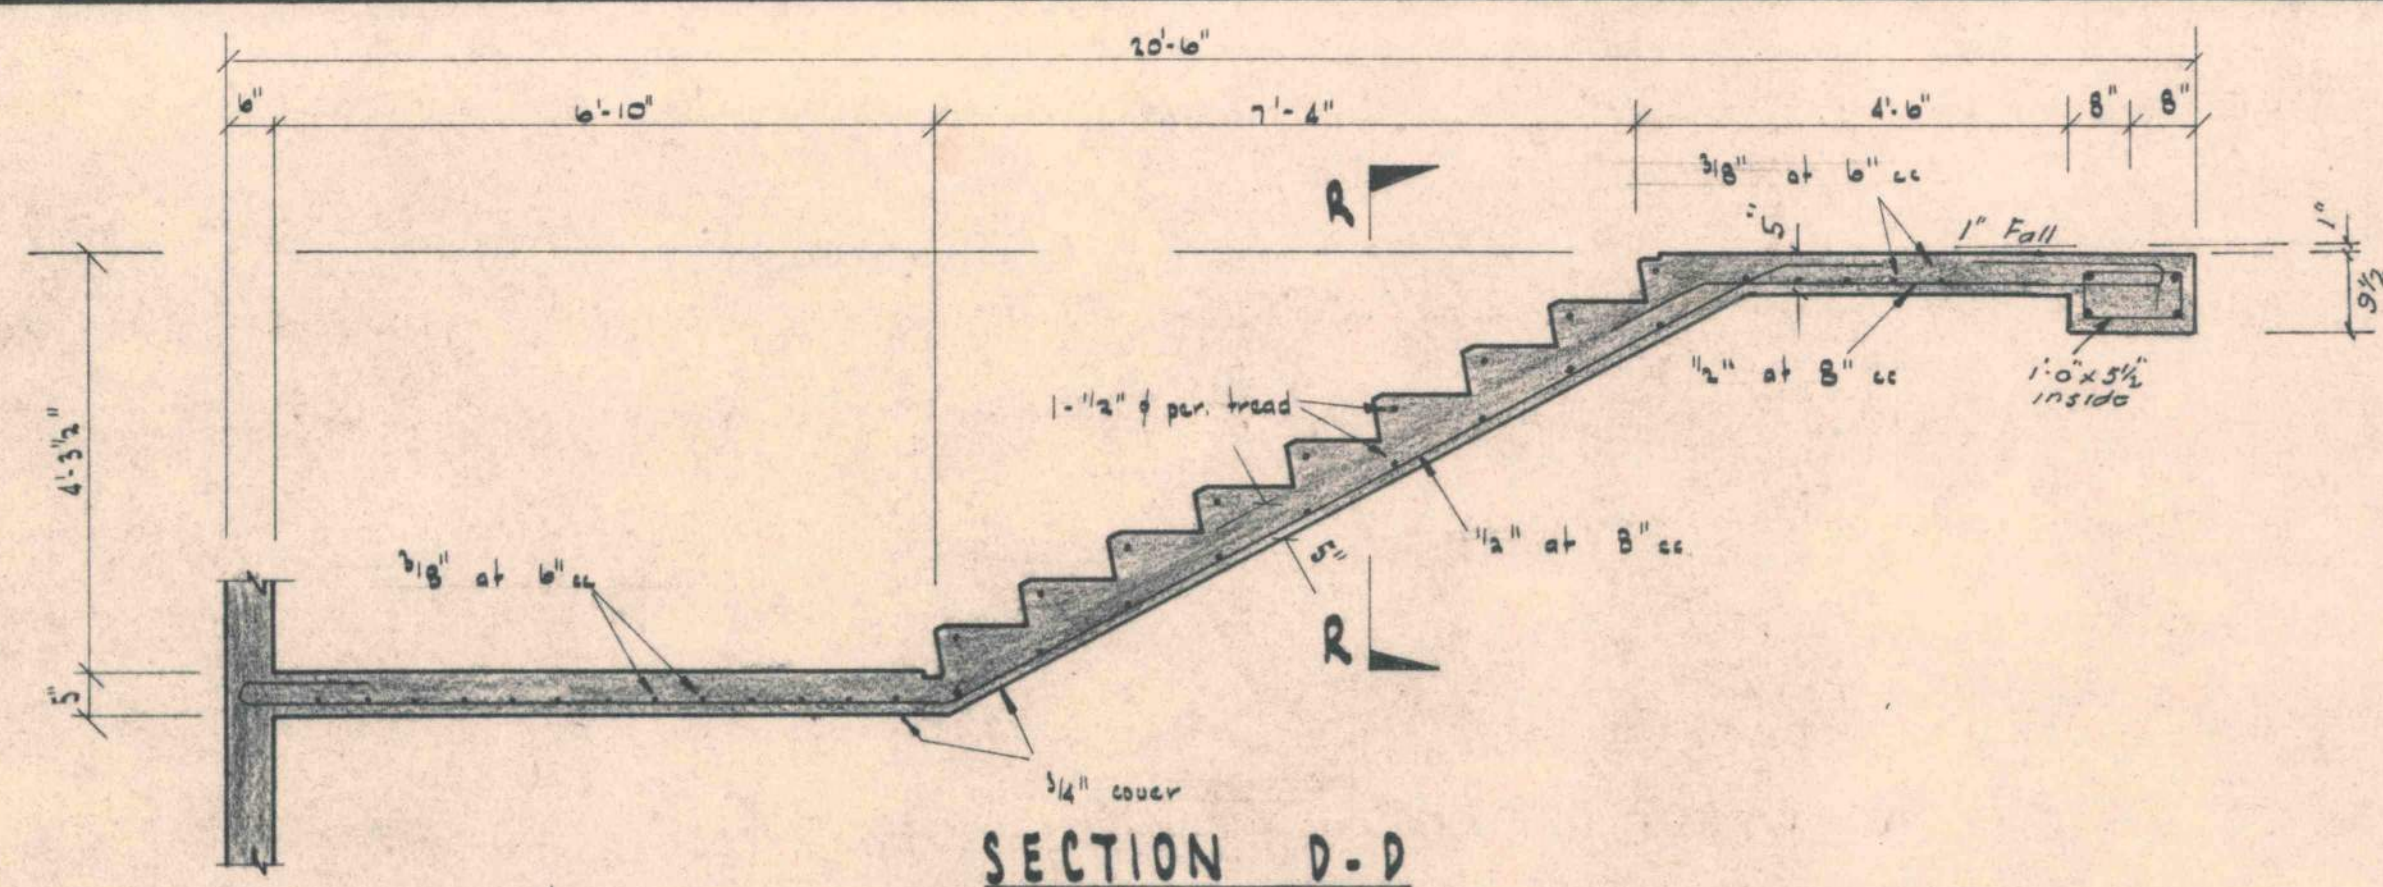 20'-6"
6"
6'-10"
7'-4"
4'-6"
8"
8"
3/8" at 6" cc
R
5"
1" Fall
1"
9 1/2
1/2" at 8" cc
1'-0" x 5 1/2"
inside
1-1/2" φ per. tread
4'-3 1/2"
3/8" at 6" cc
1/2" at 8" cc.
5"
R
5"
3/4" cover
SECTION D-D